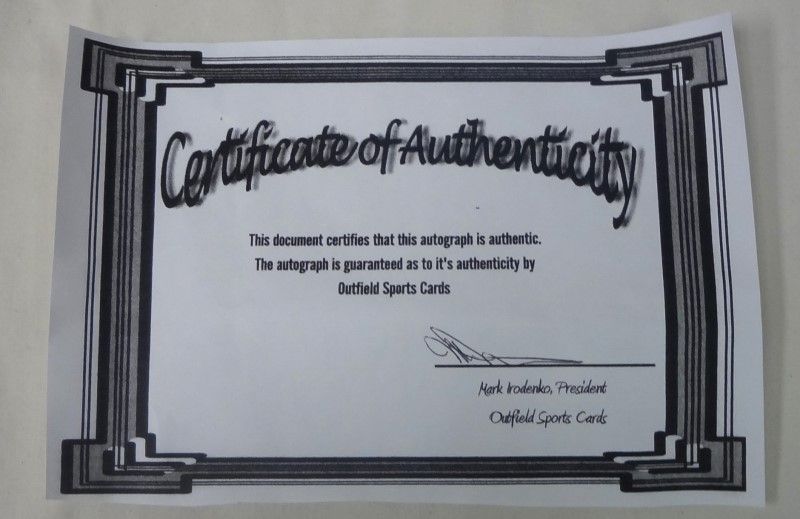 Certificate of Authenticity
This document certifies that this autograph is authentic.
The autograph is guaranteed as to it's authenticity by
Outfield Sports Cards
Mark Irodenko, President
Outfield Sports Cards